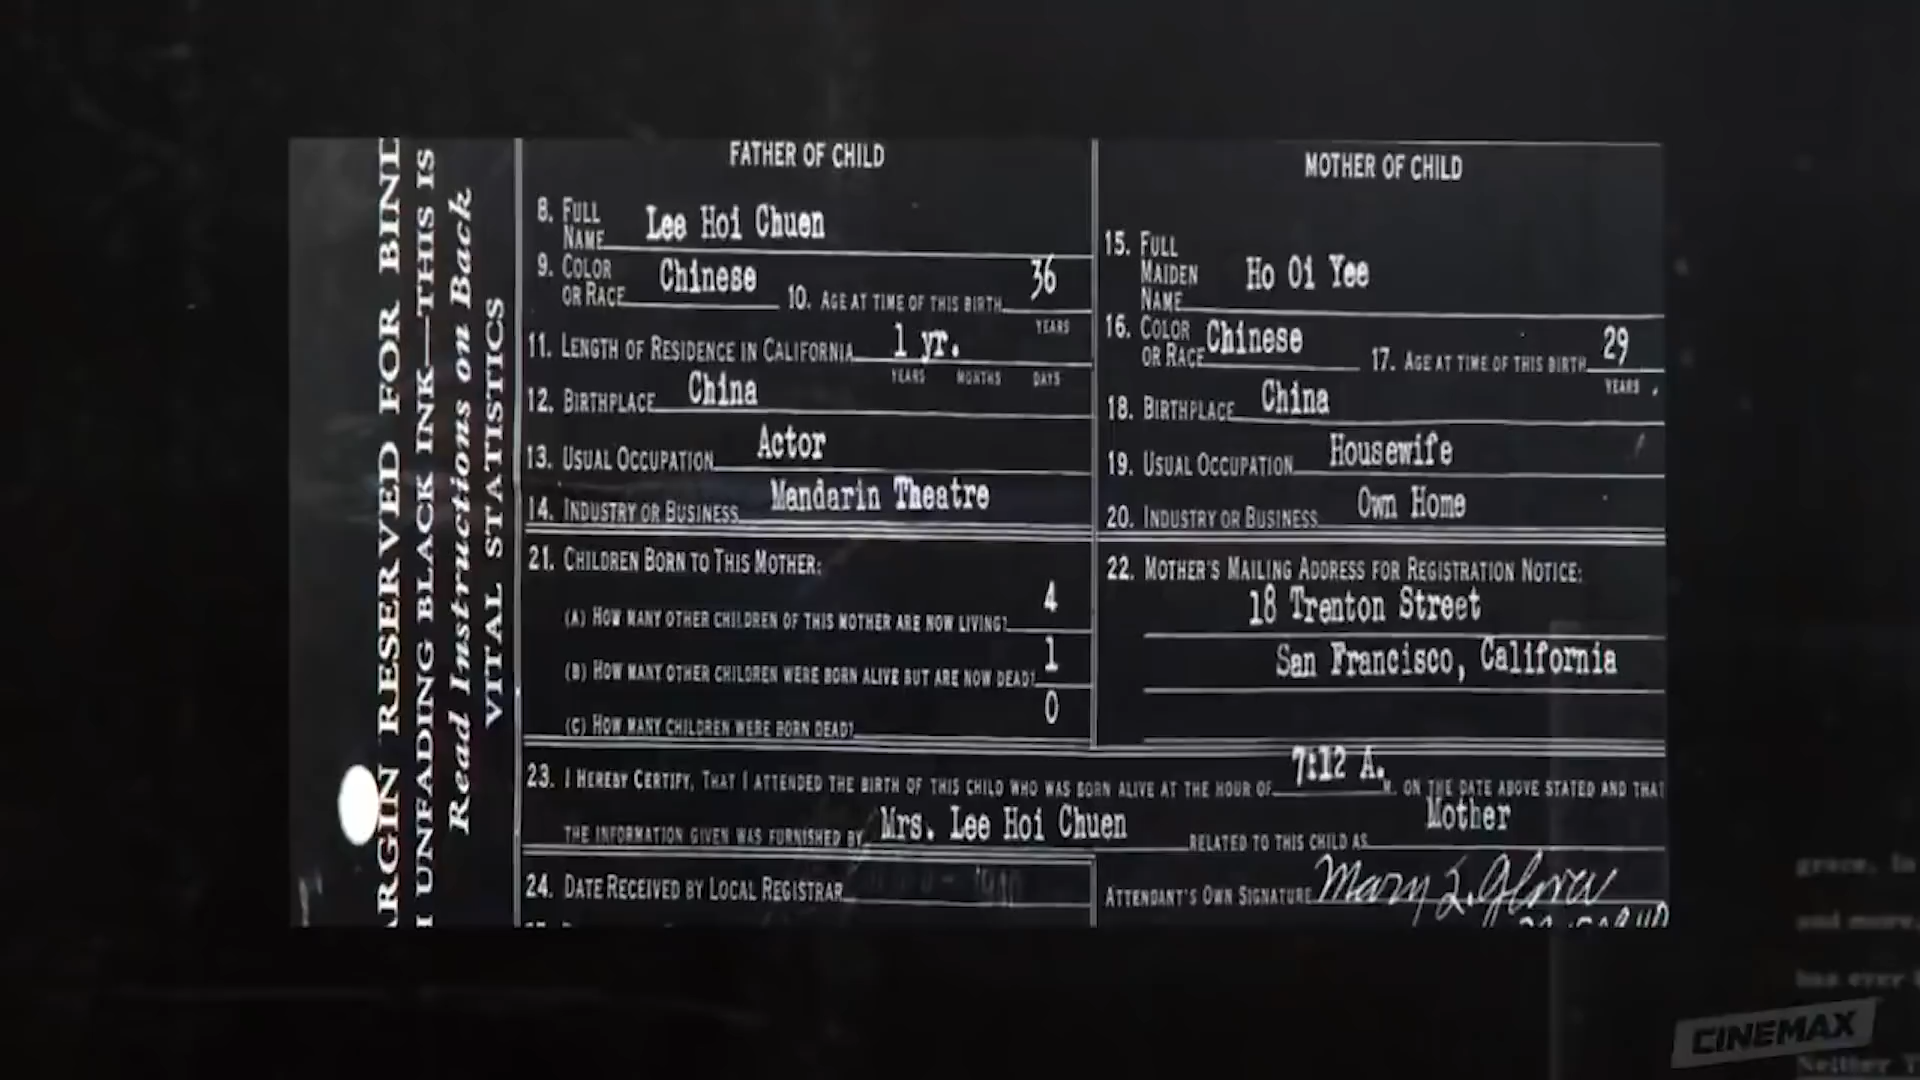 ARGIN RESERVED FOR BIND
UNFADING BLACK INK—THIS IS
Read Instructions on Back
VITAL STATISTICS
FATHER OF CHILD
8. FULL NAME Lee Hoi Chuen
9. COLOR OR RACE Chinese 10. AGE AT TIME OF THIS BIRTH 36 YEARS
11. LENGTH OF RESIDENCE IN CALIFORNIA 1 yr.
YEARS MONTHS DAYS
12. BIRTHPLACE China
13. USUAL OCCUPATION Actor
14. INDUSTRY OR BUSINESS Mandarin Theatre
MOTHER OF CHILD
15. FULL MAIDEN NAME Ho Oi Yee
16. COLOR OR RACE Chinese 17. AGE AT TIME OF THIS BIRTH 29 YEARS
18. BIRTHPLACE China
19. USUAL OCCUPATION Housewife
20. INDUSTRY OR BUSINESS Own Home
21. CHILDREN BORN TO THIS MOTHER:
(A) HOW MANY OTHER CHILDREN OF THIS MOTHER ARE NOW LIVING? 4
(B) HOW MANY OTHER CHILDREN WERE BORN ALIVE BUT ARE NOW DEAD? 1
(C) HOW MANY CHILDREN WERE BORN DEAD? 0
22. MOTHER'S MAILING ADDRESS FOR REGISTRATION NOTICE:
18 Trenton Street
San Francisco, California
23. I HEREBY CERTIFY, THAT I ATTENDED THE BIRTH OF THIS CHILD WHO WAS BORN ALIVE AT THE HOUR OF 7:12 A. M. ON THE DATE ABOVE STATED AND THAT
THE INFORMATION GIVEN WAS FURNISHED BY Mrs. Lee Hoi Chuen RELATED TO THIS CHILD AS Mother
24. DATE RECEIVED BY LOCAL REGISTRAR
ATTENDANT'S OWN SIGNATURE Mary L. Glover
grace, in
and more,
has ever
CINEMAX
Neither